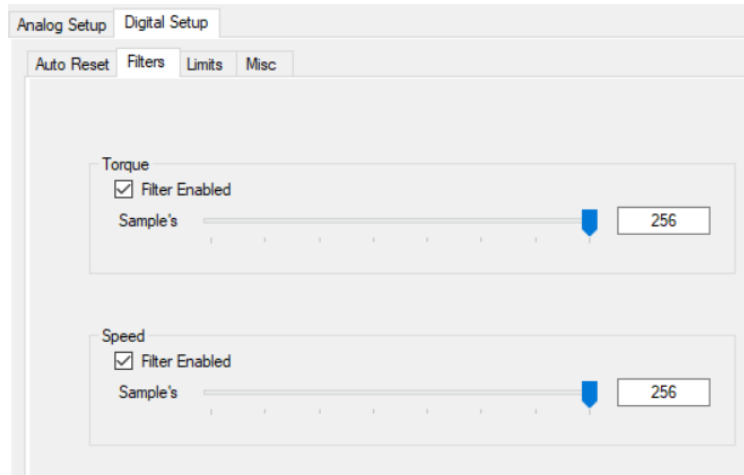 Analog Setup Digital Setup
Auto Reset Filters Limits Misc
Torque
Filter Enabled
Sample's 256
Speed
Filter Enabled
Sample's 256